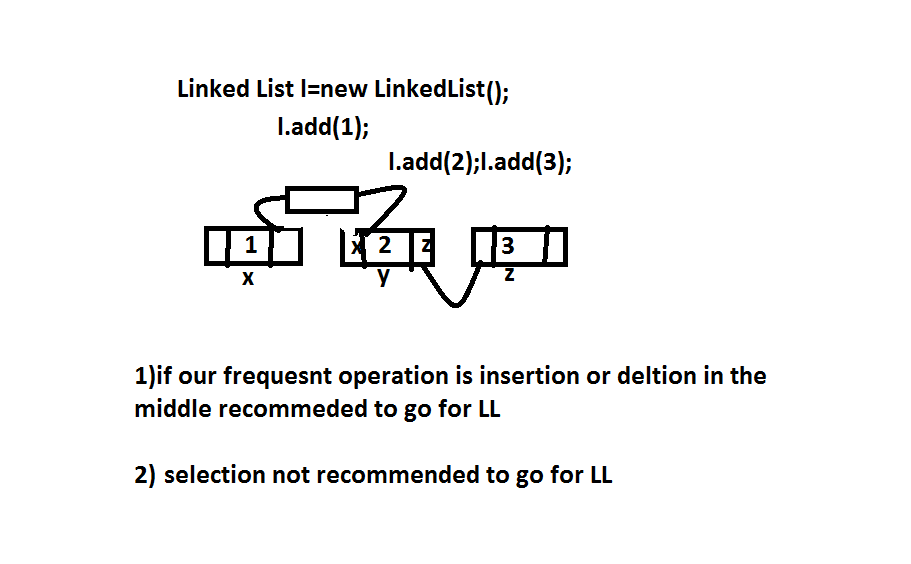 Linked List l=new LinkedList();
l.add(1);
l.add(2);l.add(3);
1 x 2 z 3
x y z
1)if our frequesnt operation is insertion or deltion in the
middle recommeded to go for LL
2) selection not recommended to go for LL